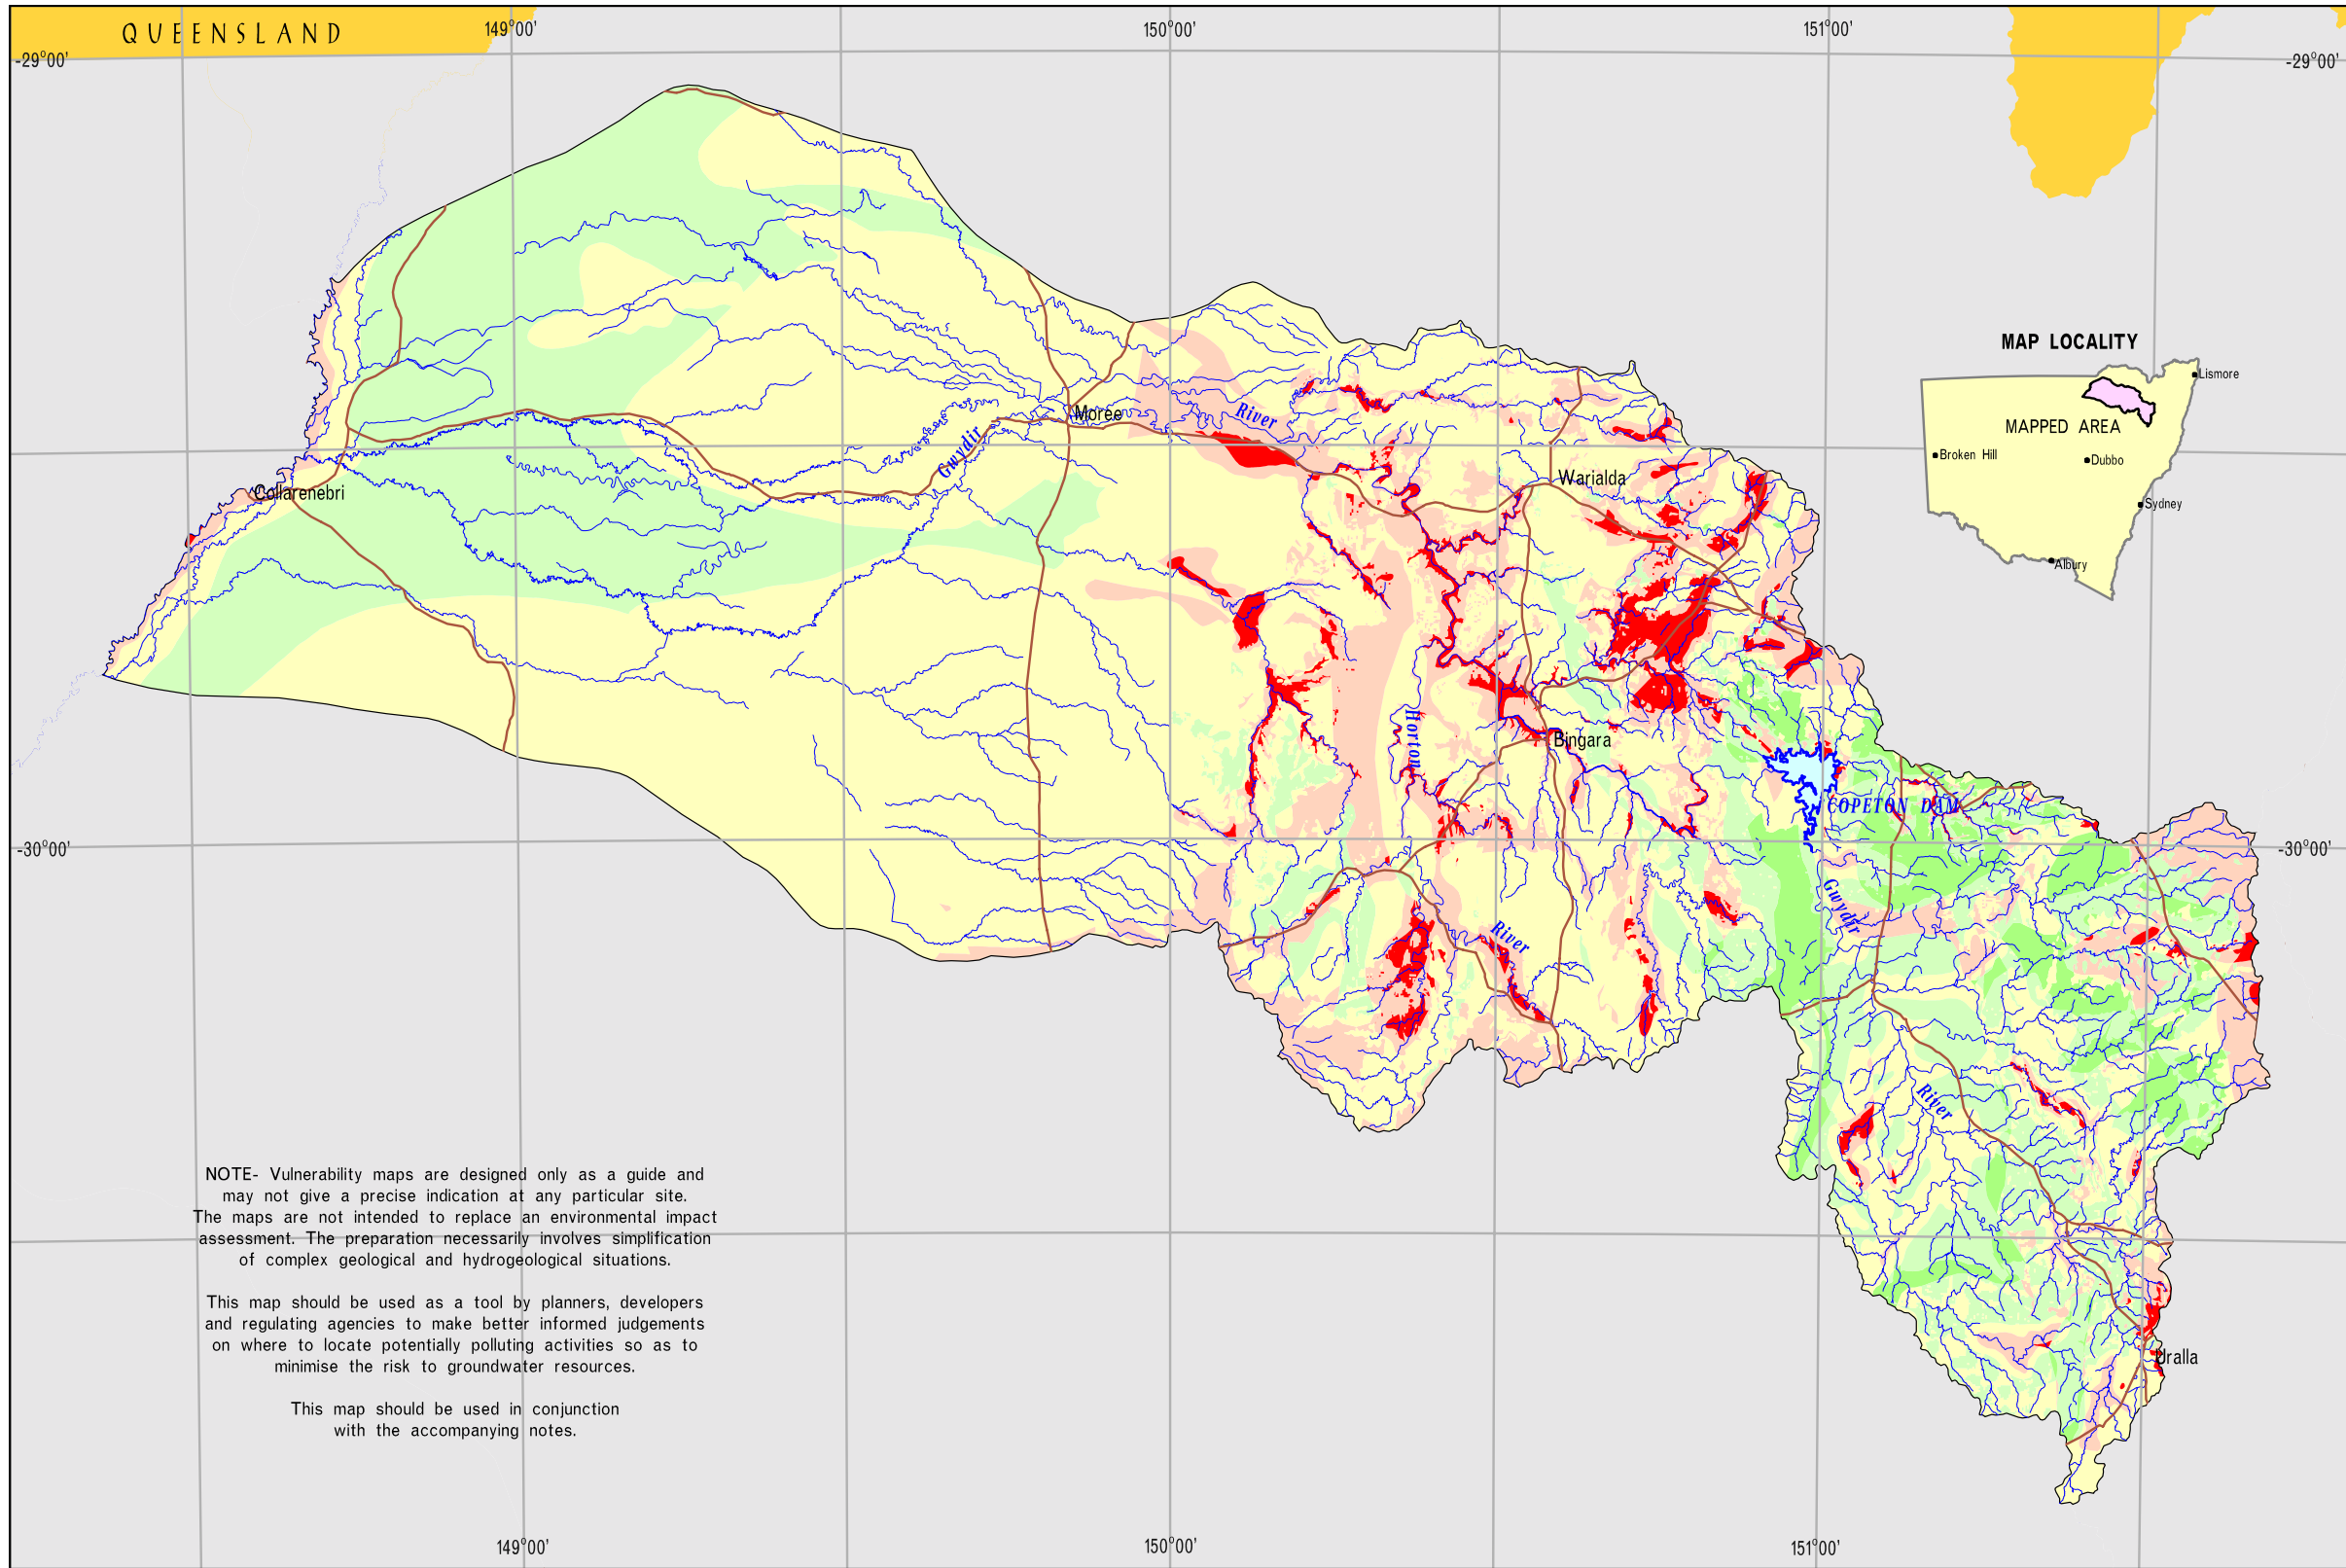 QUEENSLAND
149°00' 150°00' 151°00'
-29°00' -29°00'
MAP LOCALITY
Lismore
MAPPED AREA
Broken Hill
Dubbo
Sydney
Albury
Moree
River
Gwydir
Warialda
Collarenebri
Horton
Bingara
COPETON DAM
-30°00' -30°00'
Gwydir
River
River
NOTE- Vulnerability maps are designed only as a guide and
may not give a precise indication at any particular site.
The maps are not intended to replace an environmental impact
assessment. The preparation necessarily involves simplification
of complex geological and hydrogeological situations.
This map should be used as a tool by planners, developers
and regulating agencies to make better informed judgements
on where to locate potentially polluting activities so as to
minimise the risk to groundwater resources.
This map should be used in conjunction
with the accompanying notes.
Uralla
149°00' 150°00' 151°00'